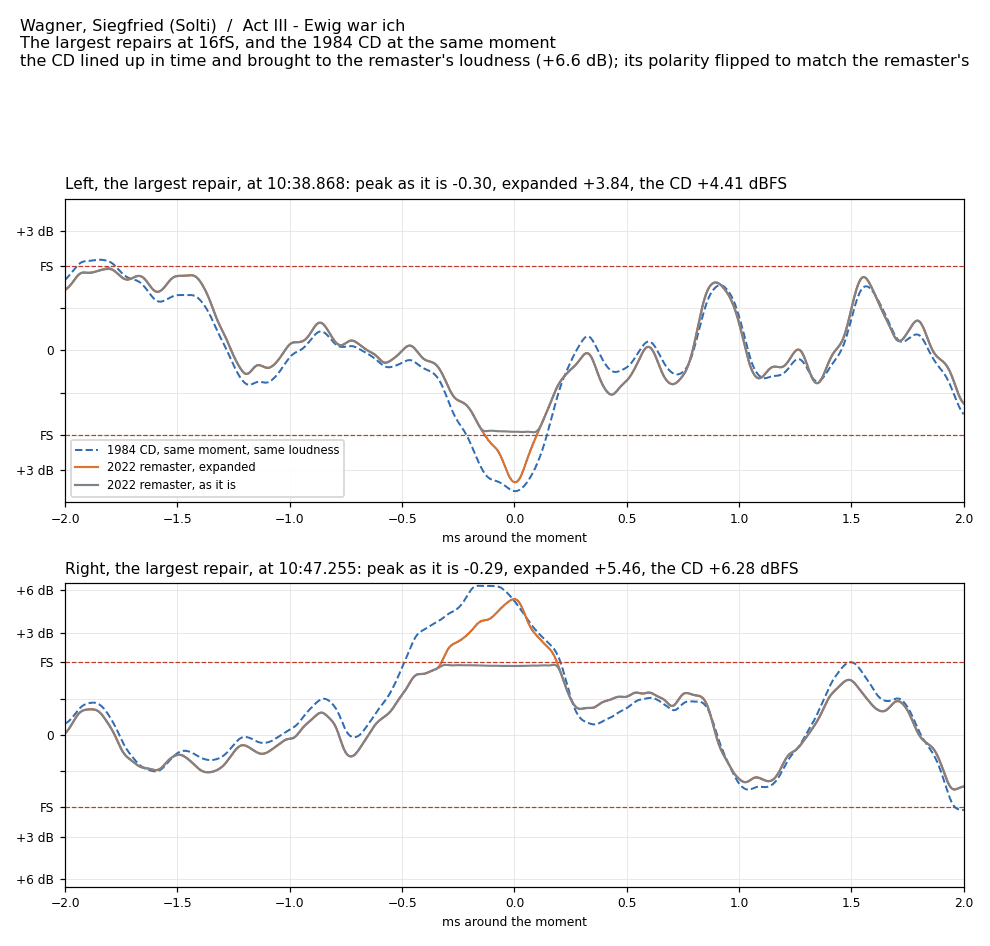 Wagner, Siegfried (Solti)  /  Act III - Ewig war ich
The largest repairs at 16fS, and the 1984 CD at the same moment
the CD lined up in time and brought to the remaster's loudness (+6.6 dB); its polarity flipped to match the remaster's
Left, the largest repair, at 10:38.868: peak as it is -0.30, expanded +3.84, the CD +4.41 dBFS
+3 dB
FS
0
FS
+3 dB
1984 CD, same moment, same loudness
2022 remaster, expanded
2022 remaster, as it is
−2.0 −1.5 −1.0 −0.5 0.0 0.5 1.0 1.5 2.0
ms around the moment
Right, the largest repair, at 10:47.255: peak as it is -0.29, expanded +5.46, the CD +6.28 dBFS
+6 dB
+3 dB
FS
0
FS
+3 dB
+6 dB
−2.0 −1.5 −1.0 −0.5 0.0 0.5 1.0 1.5 2.0
ms around the moment